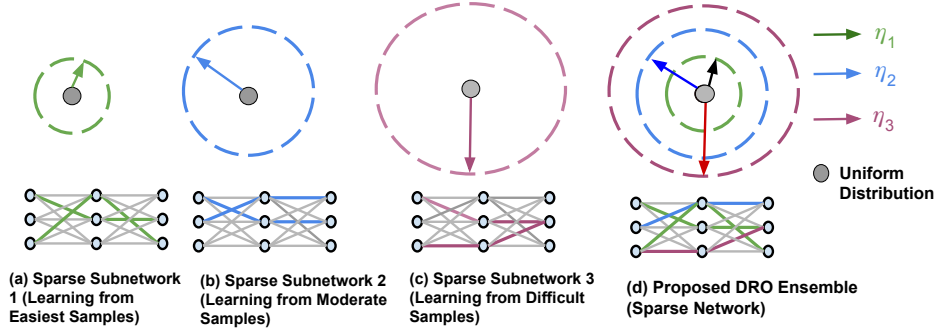 η₁
η₂
η₃
Uniform
Distribution
(a) Sparse Subnetwork
1 (Learning from
Easiest Samples)
(b) Sparse Subnetwork 2
(Learning from Moderate
Samples)
(c) Sparse Subnetwork 3
(Learning from Difficult
Samples)
(d) Proposed DRO Ensemble
(Sparse Network)